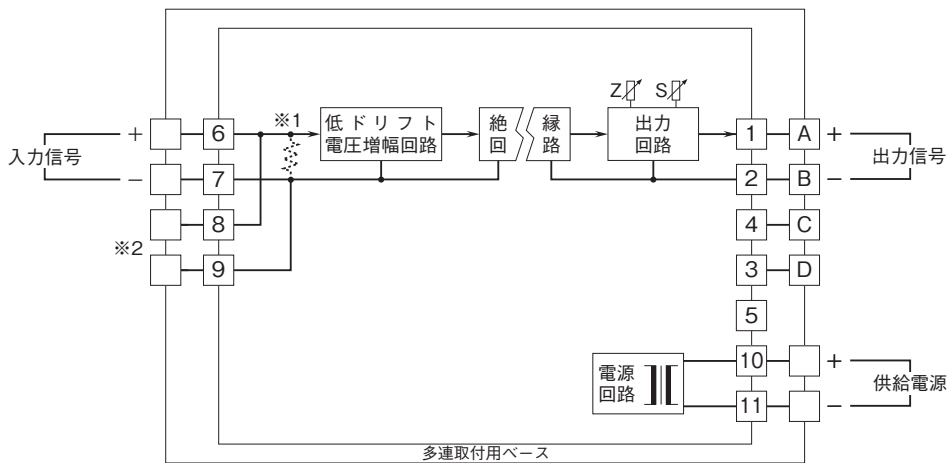 Z S
※1
低ドリフト
電圧増幅回路
絶 縁
回 路
出力
回路
入力信号
+
−
6
7
8
9
※2
1 A +
2 B −
出力信号
4 C
3 D
5
電源
回路
10 +
11 −
供給電源
多連取付用ベース